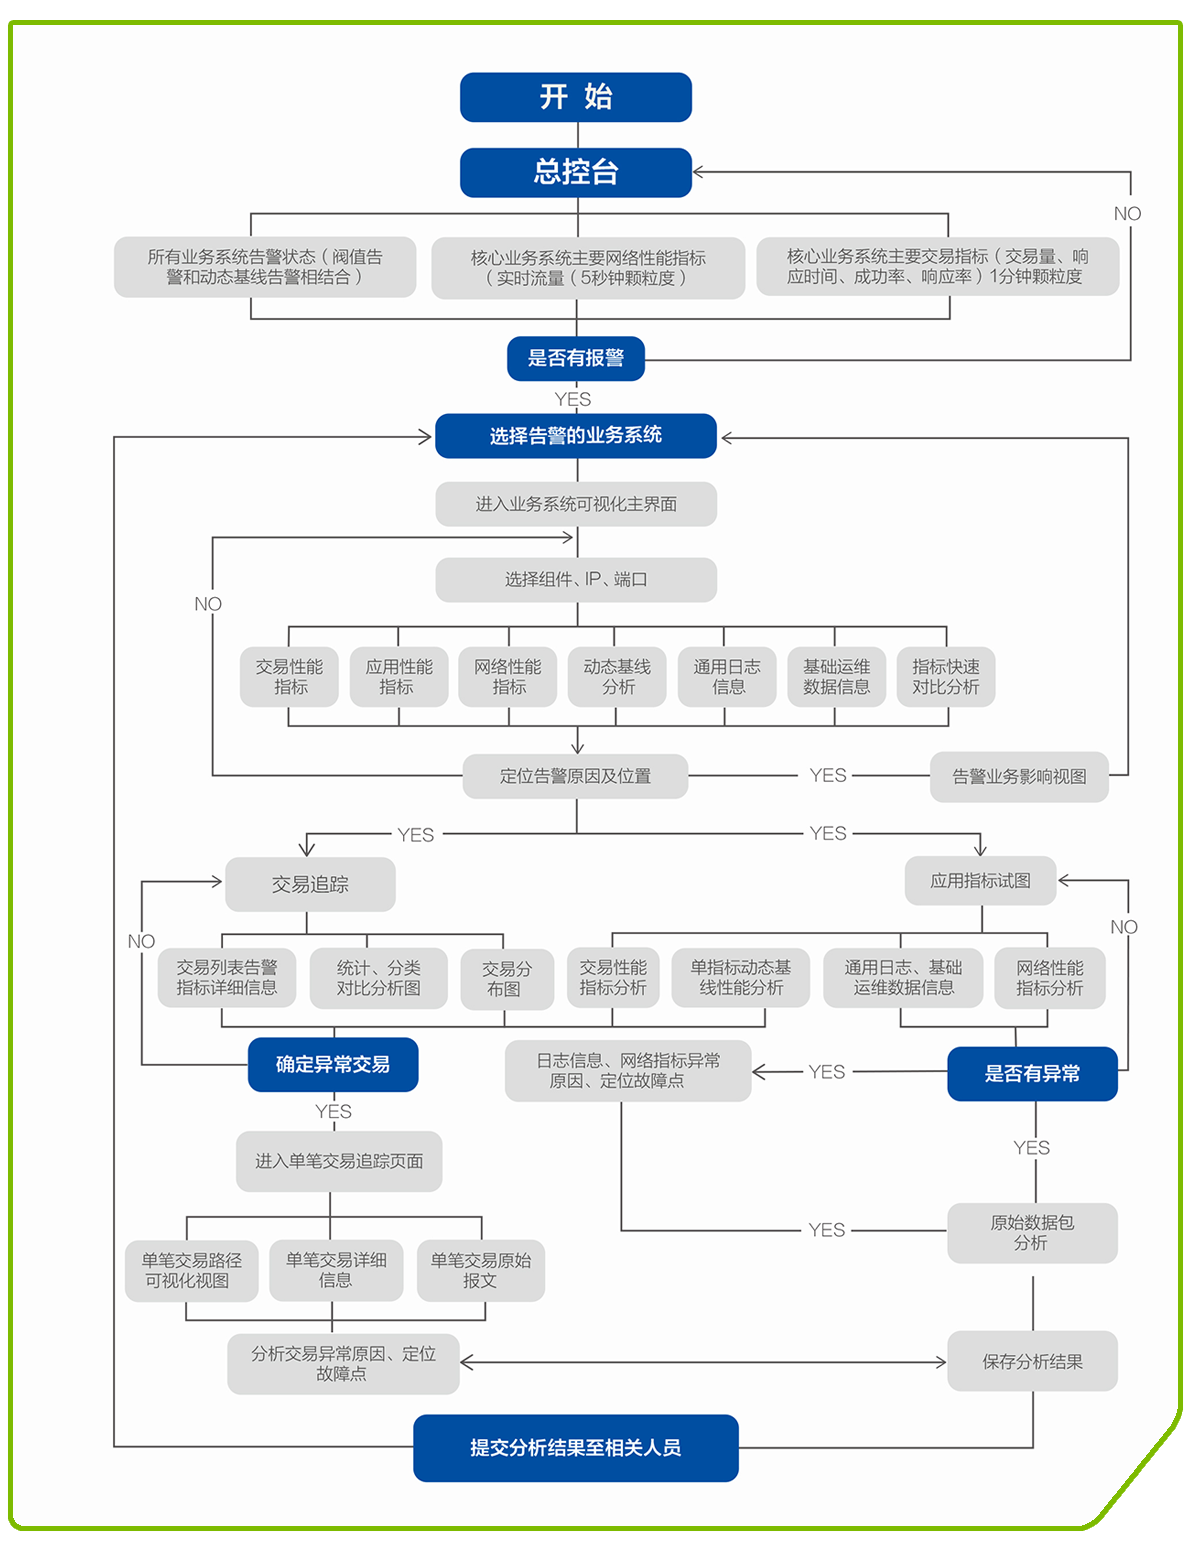 开 始
总控台
NO
所有业务系统告警状态（阀值告
警和动态基线告警相结合）
核心业务系统主要网络性能指标
（实时流量（5秒钟颗粒度）
核心业务系统主要交易指标（交易量、响
应时间、成功率、响应率）1分钟颗粒度
是否有报警
YES
选择告警的业务系统
进入业务系统可视化主界面
选择组件、IP、端口
NO
交易性能
指标
应用性能
指标
网络性能
指标
动态基线
分析
通用日志
信息
基础运维
数据信息
指标快速
对比分析
定位告警原因及位置
YES
告警业务影响视图
YES
YES
交易追踪
应用指标试图
NO
NO
交易列表告警
指标详细信息
统计、分类
对比分析图
交易分
布图
交易性能
指标分析
单指标动态基
线性能分析
通用日志、基础
运维数据信息
网络性能
指标分析
确定异常交易
日志信息、网络指标异常
原因、定位故障点
YES
是否有异常
YES
YES
进入单笔交易追踪页面
原始数据包
分析
YES
单笔交易路径
可视化视图
单笔交易详细
信息
单笔交易原始
报文
分析交易异常原因、定位
故障点
保存分析结果
提交分析结果至相关人员